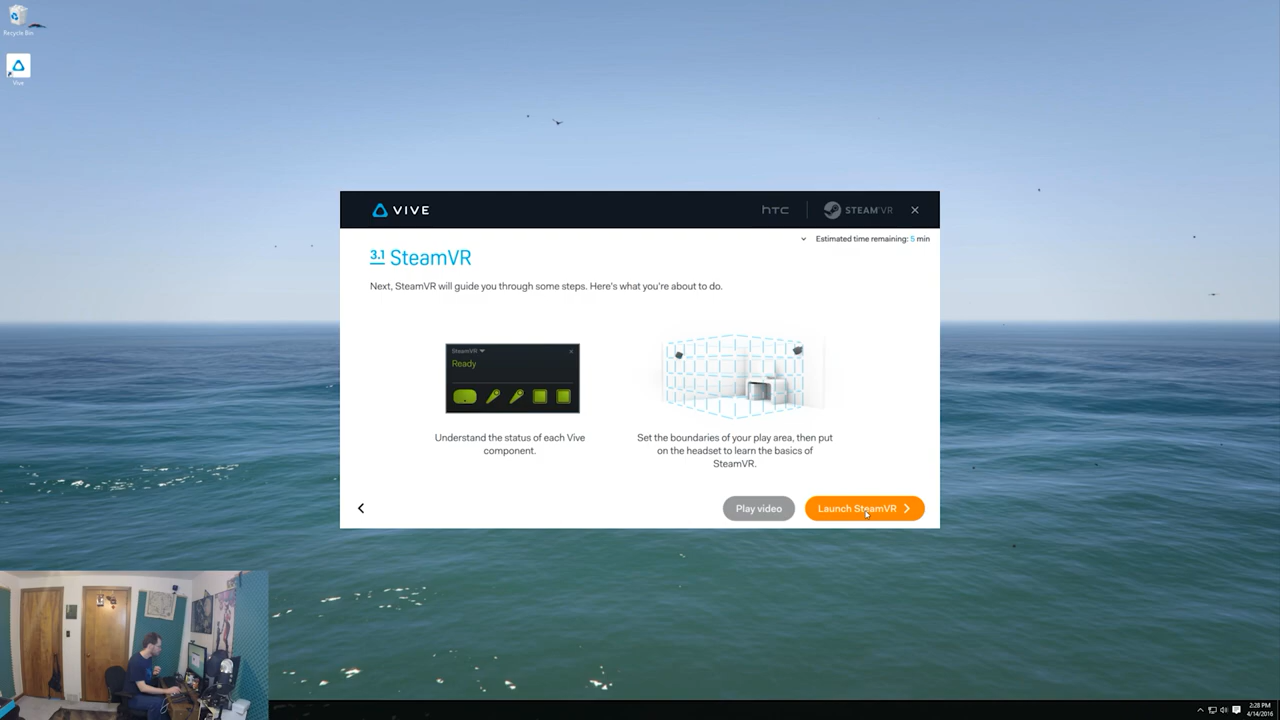 Recycle Bin
Vive
VIVE
hTC
STEAMVR
Estimated time remaining: 5 min
3.1 SteamVR
Next, SteamVR will guide you through some steps. Here's what you're about to do.
SteamVR
Ready
Understand the status of each Vive
component.
Set the boundaries of your play area, then put
on the headset to learn the basics of
SteamVR.
Play video
Launch SteamVR
2:28 PM
4/14/2016